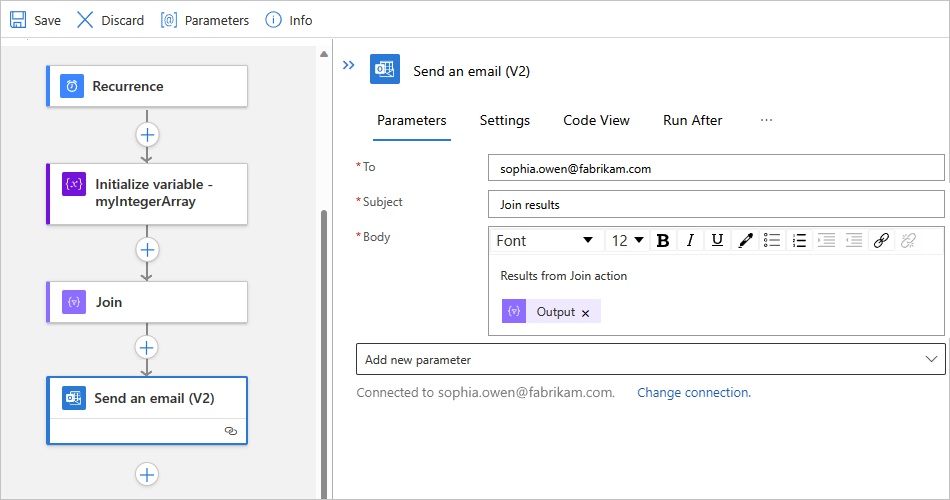 Save Discard Parameters Info
Recurrence
Initialize variable -
myIntegerArray
Join
Send an email (V2)
Send an email (V2)
Parameters Settings Code View Run After ...
*To sophia.owen@fabrikam.com
*Subject Join results
*Body Font 12 B I U
Results from Join action
Output ×
Add new parameter
Connected to sophia.owen@fabrikam.com. Change connection.